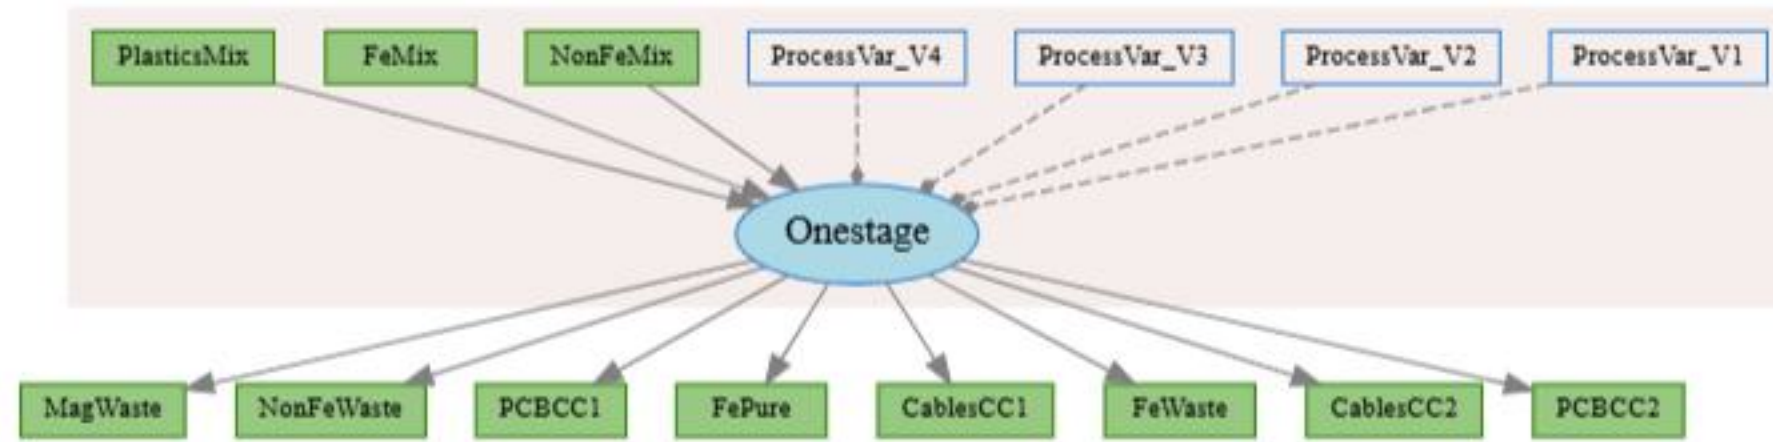 PlasticsMix
FeMix
NonFeMix
ProcessVar_V4
ProcessVar_V3
ProcessVar_V2
ProcessVar_V1
Onestage
MagWaste
NonFeWaste
PCBCC1
FePure
CablesCC1
FeWaste
CablesCC2
PCBCC2